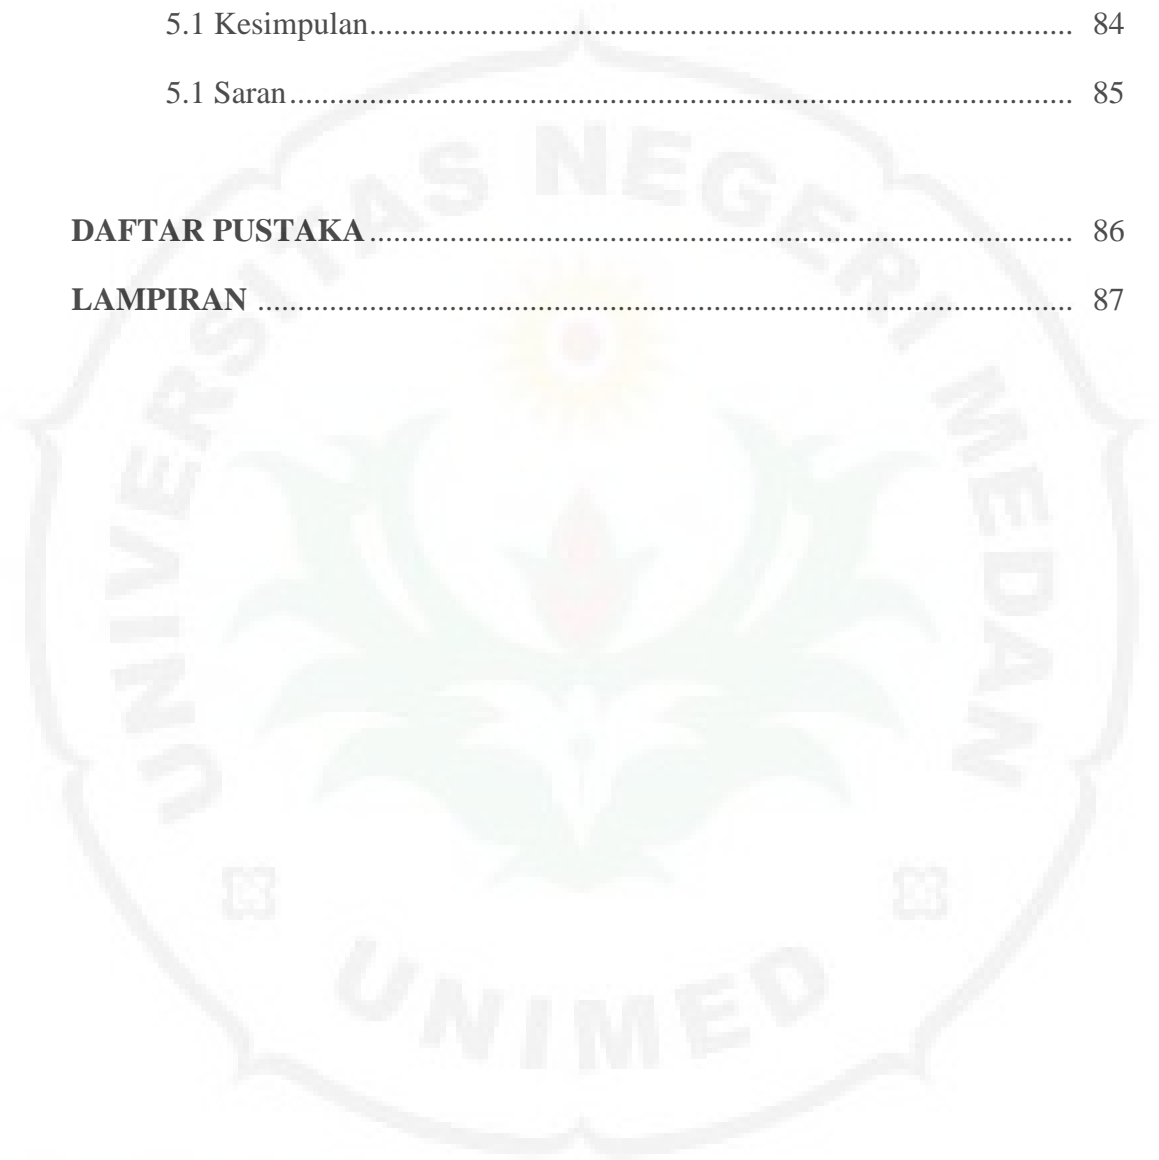 5.1 Kesimpulan........................................................................................ 84
5.1 Saran.................................................................................................. 85
DAFTAR PUSTAKA........................................................................................ 86
LAMPIRAN ...................................................................................................... 87
UNIVERSITAS NEGERI MEDAN
UNIMED